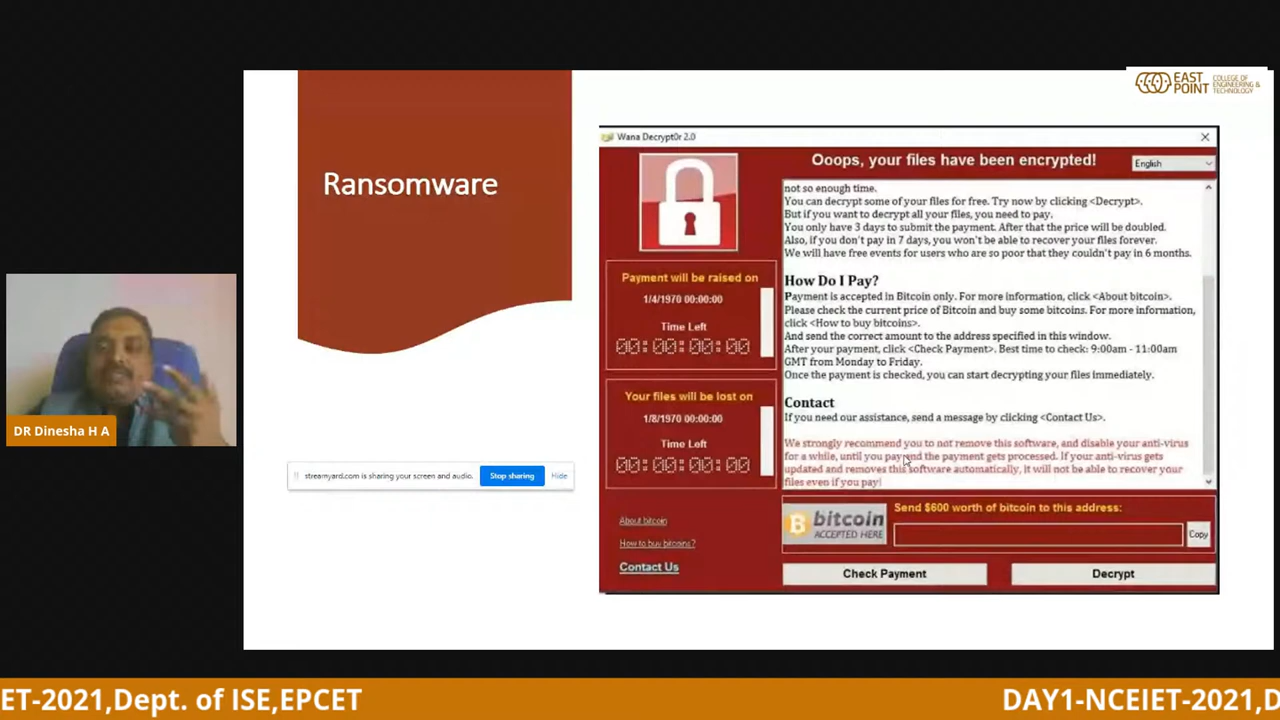 EAST
POINT
COLLEGE OF
ENGINEERING &
TECHNOLOGY
Ransomware
Wana Decrypt0r 2.0
Ooops, your files have been encrypted!
English
not so enough time.
You can decrypt some of your files for free. Try now by clicking <Decrypt>.
But if you want to decrypt all your files, you need to pay.
You only have 3 days to submit the payment. After that the price will be doubled.
Also, if you don't pay in 7 days, you won't be able to recover your files forever.
We will have free events for users who are so poor that they couldn't pay in 6 months.
How Do I Pay?
Payment is accepted in Bitcoin only. For more information, click <About bitcoin>.
Please check the current price of Bitcoin and buy some bitcoins. For more information,
click <How to buy bitcoins>.
And send the correct amount to the address specified in this window.
After your payment, click <Check Payment>. Best time to check: 9:00am - 11:00am
GMT from Monday to Friday.
Once the payment is checked, you can start decrypting your files immediately.
Contact
If you need our assistance, send a message by clicking <Contact Us>.
We strongly recommend you to not remove this software, and disable your anti-virus
for a while, until you pay and the payment gets processed. If your anti-virus gets
updated and removes this software automatically, it will not be able to recover your
files even if you pay!
Payment will be raised on
1/4/1970 00:00:00
Time Left
00:00:00:00
Your files will be lost on
1/8/1970 00:00:00
Time Left
00:00:00:00
About bitcoin
How to buy bitcoins?
Contact Us
bitcoin
ACCEPTED HERE
Send $600 worth of bitcoin to this address:
Copy
Check Payment
Decrypt
DR Dinesha H A
streamyard.com is sharing your screen and audio.
Stop sharing
Hide
ET-2021,Dept. of ISE,EPCET
DAY1-NCEIET-2021,D